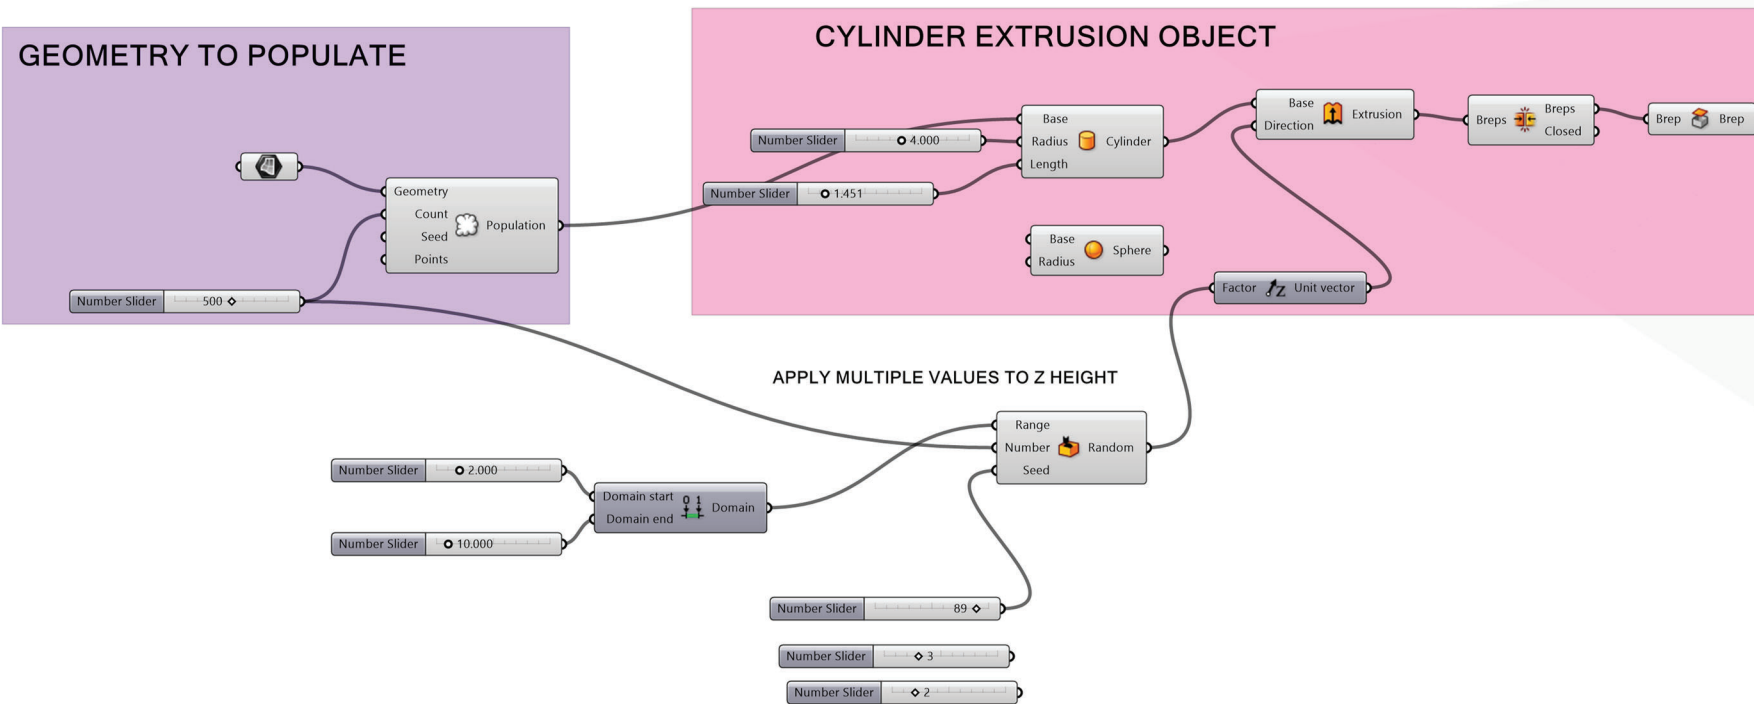 GEOMETRY TO POPULATE
CYLINDER EXTRUSION OBJECT
Geometry
Count
Seed
Points
Population
Number Slider 500
Number Slider 4.000
Number Slider 1.451
Base
Radius
Length
Cylinder
Base
Radius
Sphere
Base
Direction
Extrusion
Breps
Breps
Closed
Brep Brep
Factor Unit vector
APPLY MULTIPLE VALUES TO Z HEIGHT
Range
Number
Seed
Random
Number Slider 2.000
Number Slider 10.000
Domain start
Domain end
0 1
Domain
Number Slider 89
Number Slider 3
Number Slider 2